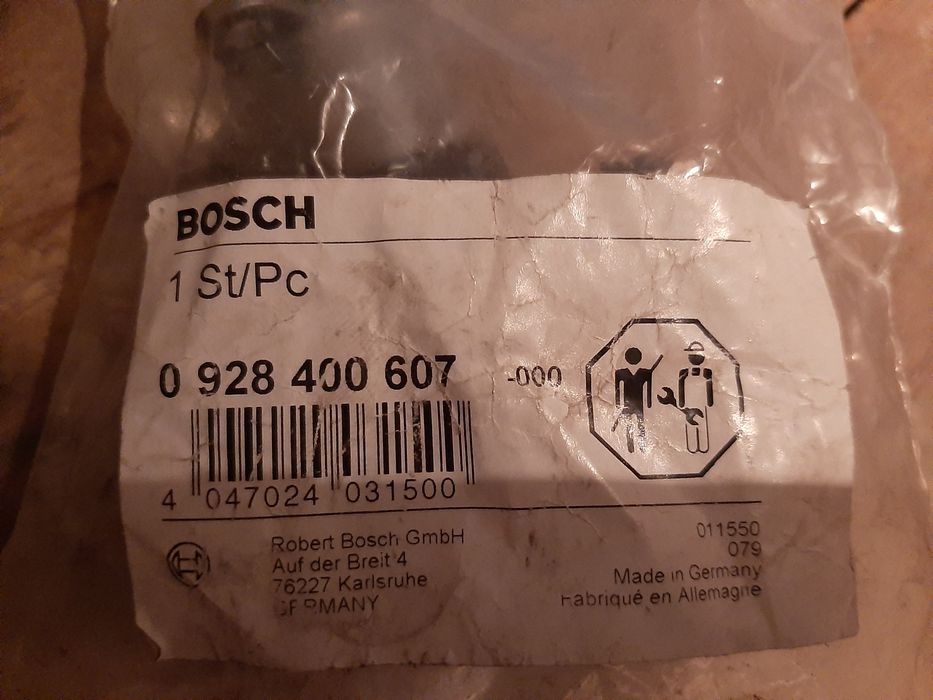 BOSCH
1 St/Pc
0 928 400 607 -000
4 047024 031500
Robert Bosch GmbH
Auf der Breit 4
76227 Karlsruhe
GERMANY
011550
079
Made in Germany
Fabriqué en Allemagne